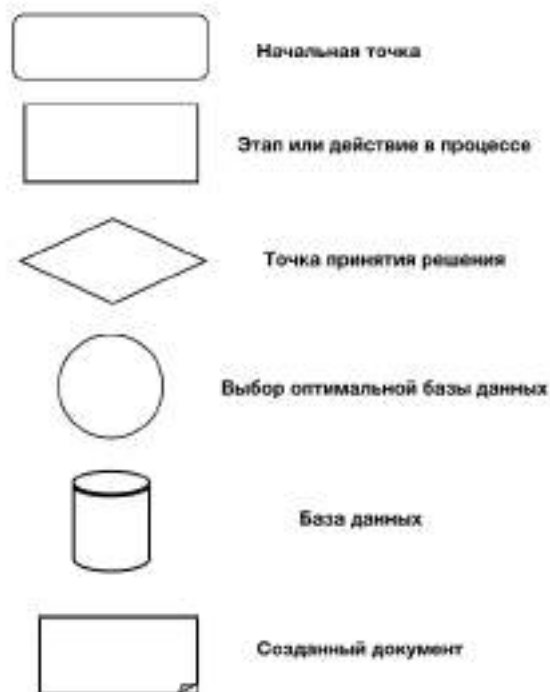 Начальная точка
Этап или действие в процессе
Точка принятия решения
Выбор оптимальной базы данных
База данных
Созданный документ